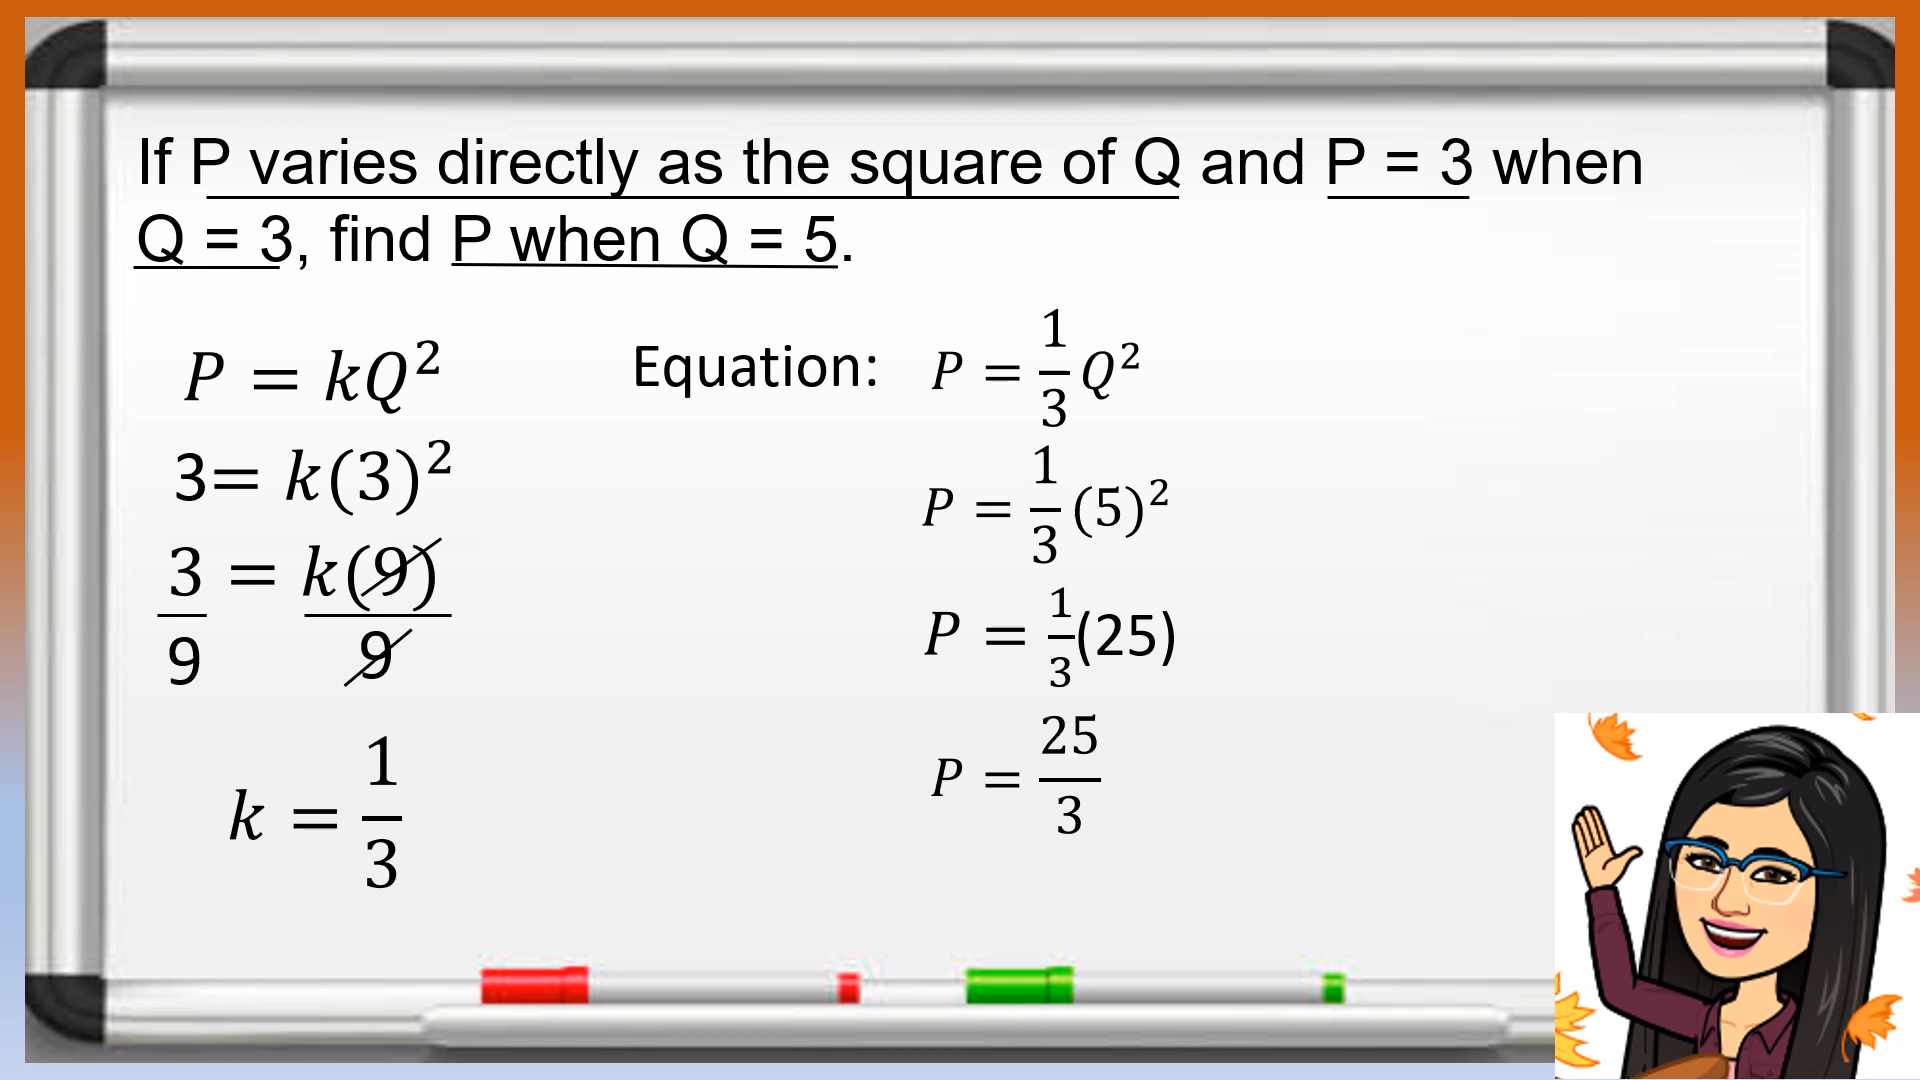 If P varies directly as the square of Q and P = 3 when
Q = 3, find P when Q = 5.
P = kQ²
3= k(3)²
3/9 = k(9)/9
k = 1/3
Equation: P = 1/3 Q²
P = 1/3 (5)²
P = 1/3(25)
P = 25/3